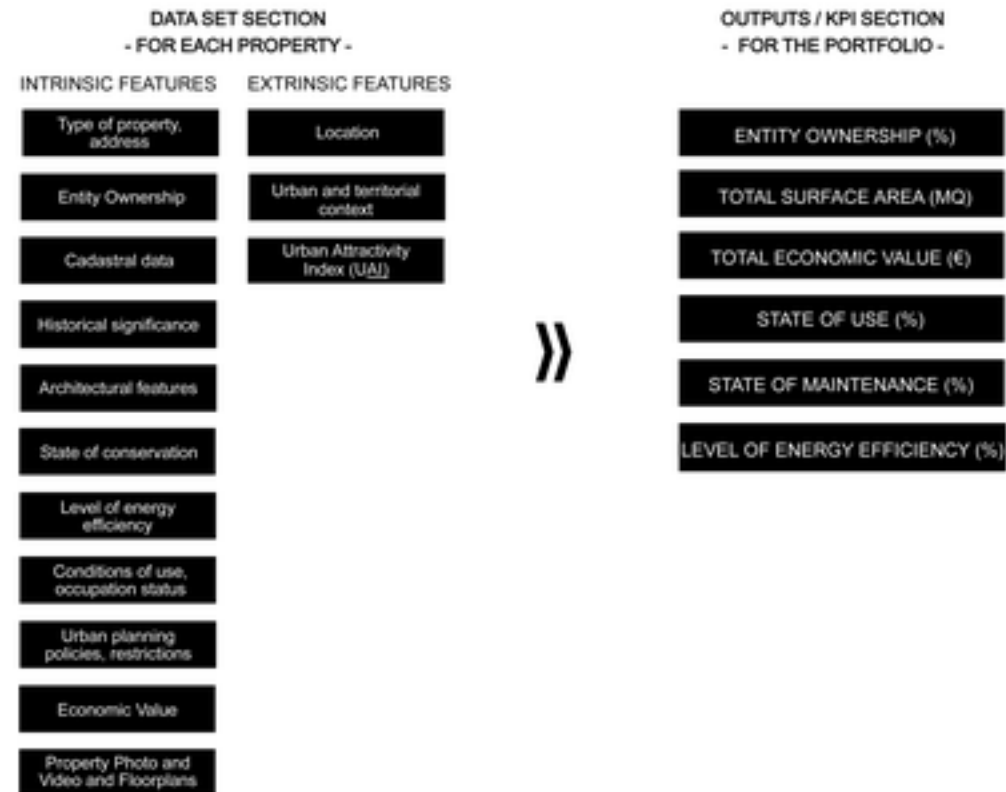 DATA SET SECTION
- FOR EACH PROPERTY -
INTRINSIC FEATURES
Type of property,
address
Entity Ownership
Cadastral data
Historical significance
Architectural features
State of conservation
Level of energy
efficiency
Conditions of use,
occupation status
Urban planning
policies, restrictions
Economic Value
Property Photo and
Video and Floorplans
EXTRINSIC FEATURES
Location
Urban and territorial
context
Urban Attractivity
Index (UAI)
OUTPUTS / KPI SECTION
- FOR THE PORTFOLIO -
ENTITY OWNERSHIP (%)
TOTAL SURFACE AREA (MQ)
TOTAL ECONOMIC VALUE (€)
STATE OF USE (%)
STATE OF MAINTENANCE (%)
LEVEL OF ENERGY EFFICIENCY (%)